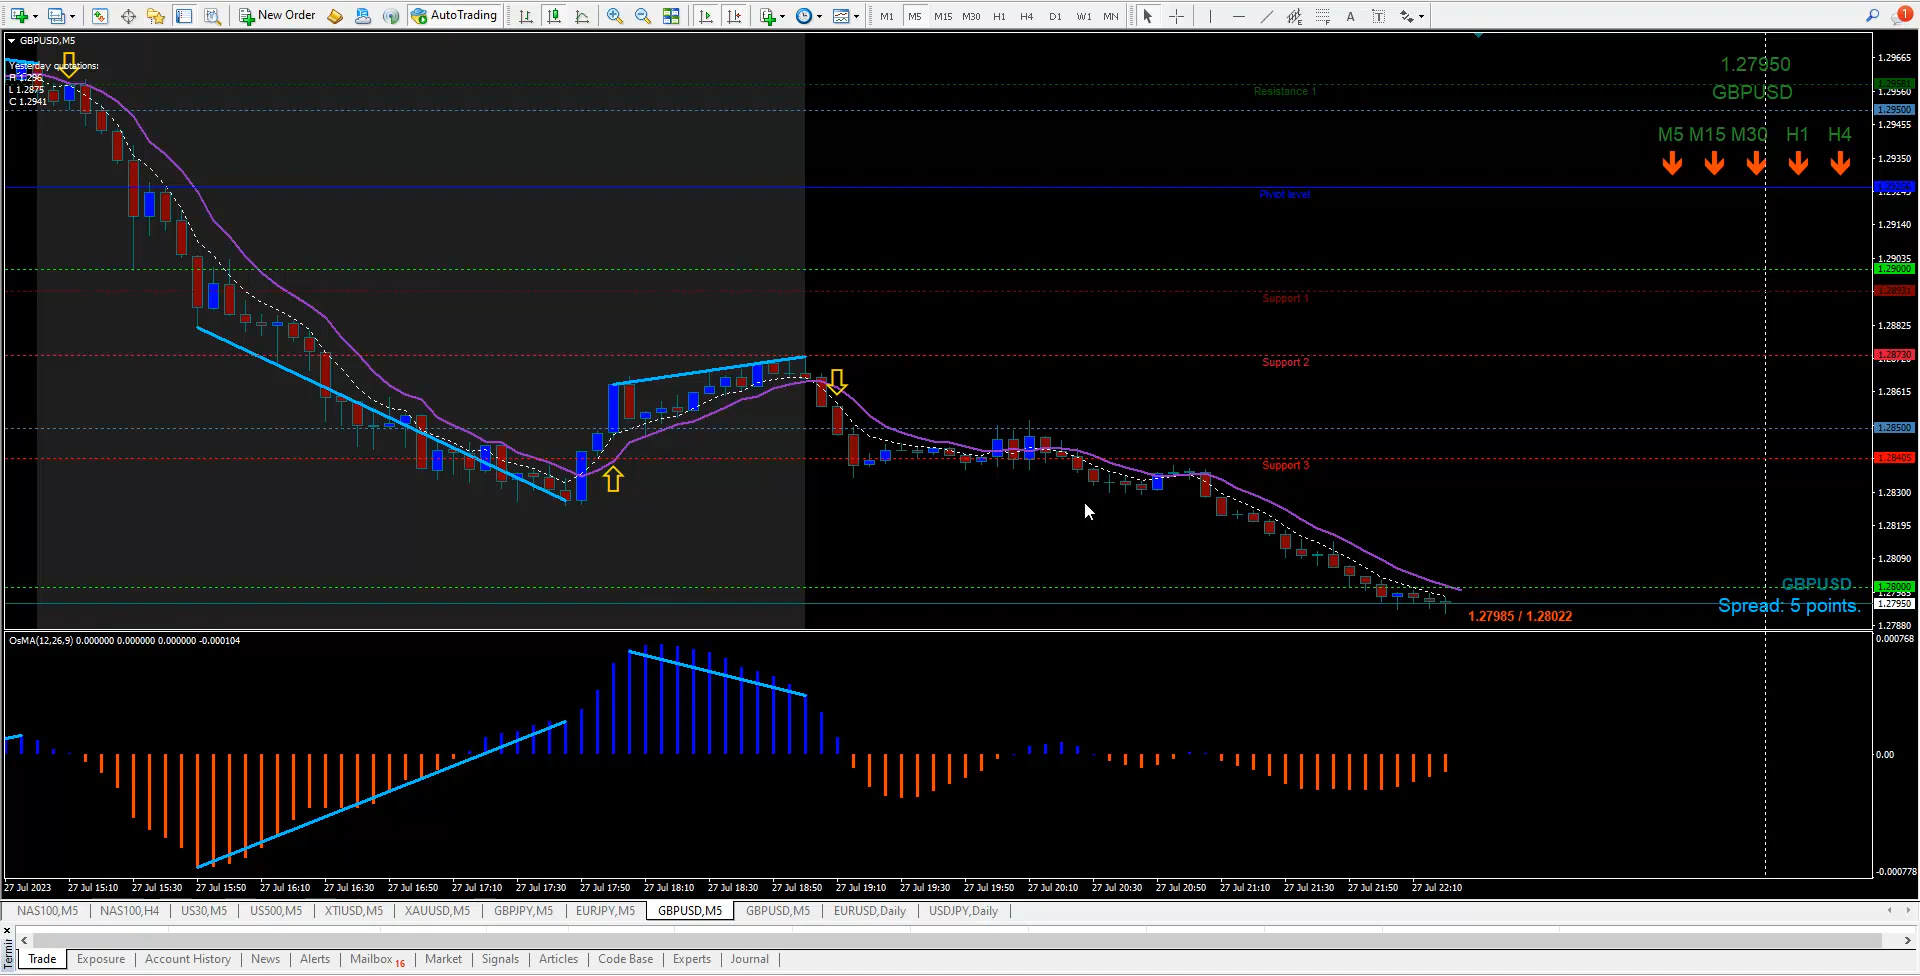 New Order
AutoTrading
M1 M5 M15 M30 H1 H4 D1 W1 MN
A T
1
GBPUSD,M5
Yesterday quotations:
H 1.296
L 1.2875
C 1.2941
Resistance 1
Pivot level
Support 1
Support 2
Support 3
1.27950
GBPUSD
M5 M15 M30 H1 H4
GBPUSD
Spread: 5 points.
1.27985 / 1.28022
1.29665
1.29560
1.29500
1.29455
1.29350
1.29245
1.29140
1.29035
1.29000
1.28931
1.28825
1.28730
1.28615
1.28500
1.28405
1.28300
1.28195
1.28090
1.28000
1.27985
1.27950
1.27880
OsMA(12,26,9) 0.000000 0.000000 0.000000 -0.000104
0.000768
0.00
-0.000778
27 Jul 2023 27 Jul 15:10 27 Jul 15:30 27 Jul 15:50 27 Jul 16:10 27 Jul 16:30 27 Jul 16:50 27 Jul 17:10 27 Jul 17:30 27 Jul 17:50 27 Jul 18:10 27 Jul 18:30 27 Jul 18:50 27 Jul 19:10 27 Jul 19:30 27 Jul 19:50 27 Jul 20:10 27 Jul 20:30 27 Jul 20:50 27 Jul 21:10 27 Jul 21:30 27 Jul 21:50 27 Jul 22:10
NAS100,M5 NAS100,H4 US30,M5 US500,M5 XTIUSD,M5 XAUUSD,M5 GBPJPY,M5 EURJPY,M5 GBPUSD,M5 GBPUSD,M5 EURUSD,Daily USDJPY,Daily
Trade Exposure Account History News Alerts Mailbox 16 Market Signals Articles Code Base Experts Journal